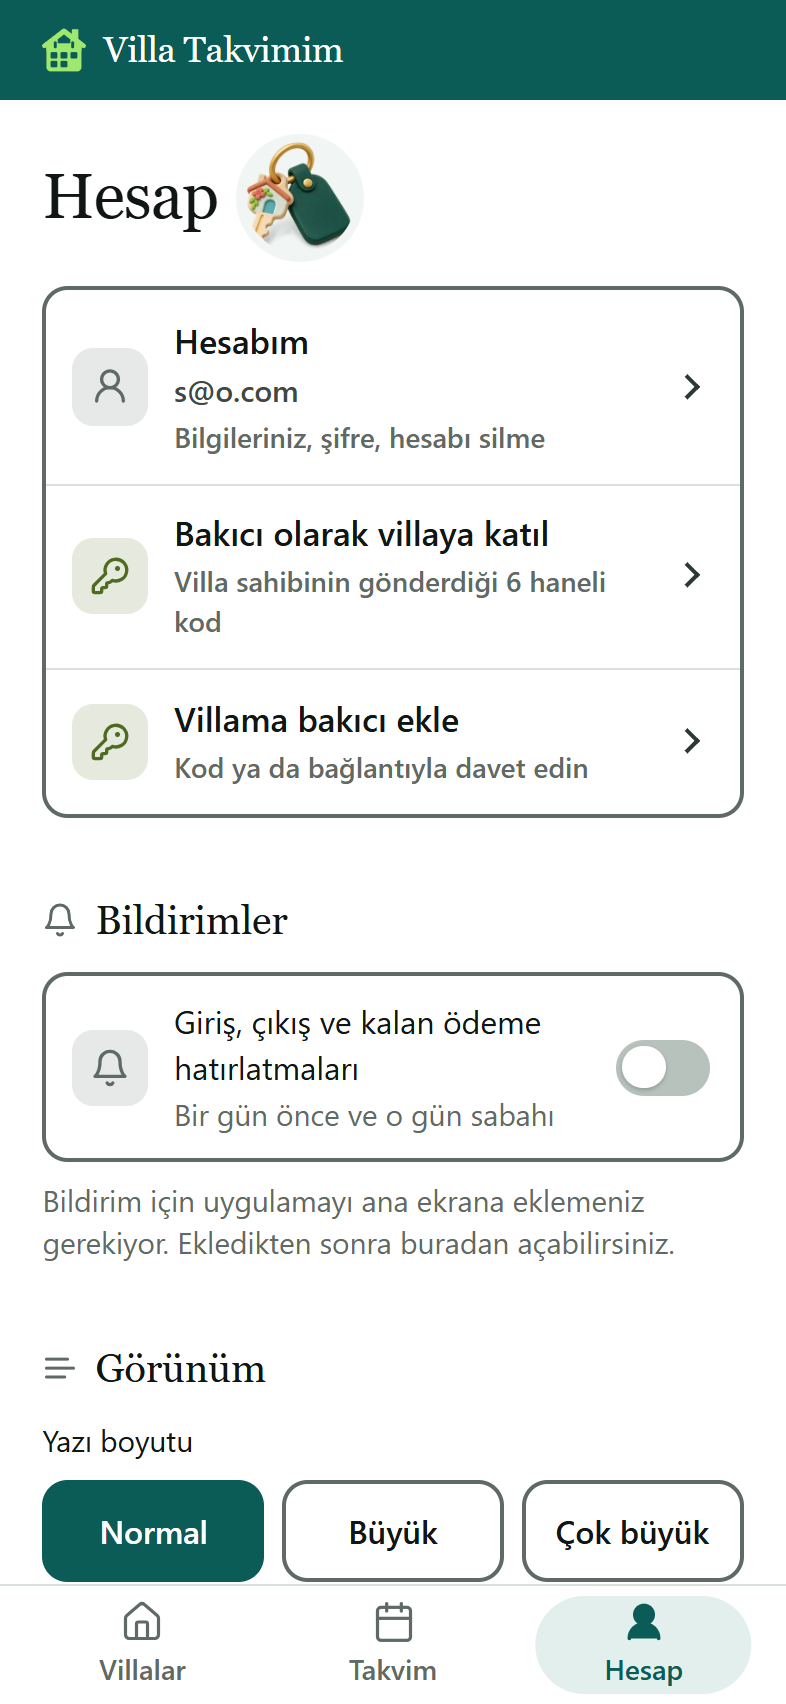 Villa Takvimim
Hesap
Hesabım
s@o.com
Bilgileriniz, şifre, hesabı silme
Bakıcı olarak villaya katıl
Villa sahibinin gönderdiği 6 haneli
kod
Villama bakıcı ekle
Kod ya da bağlantıyla davet edin
Bildirimler
Giriş, çıkış ve kalan ödeme
hatırlatmaları
Bir gün önce ve o gün sabahı
Bildirim için uygulamayı ana ekrana eklemeniz
gerekiyor. Ekledikten sonra buradan açabilirsiniz.
Görünüm
Yazı boyutu
Normal
Büyük
Çok büyük
Villalar
Takvim
Hesap